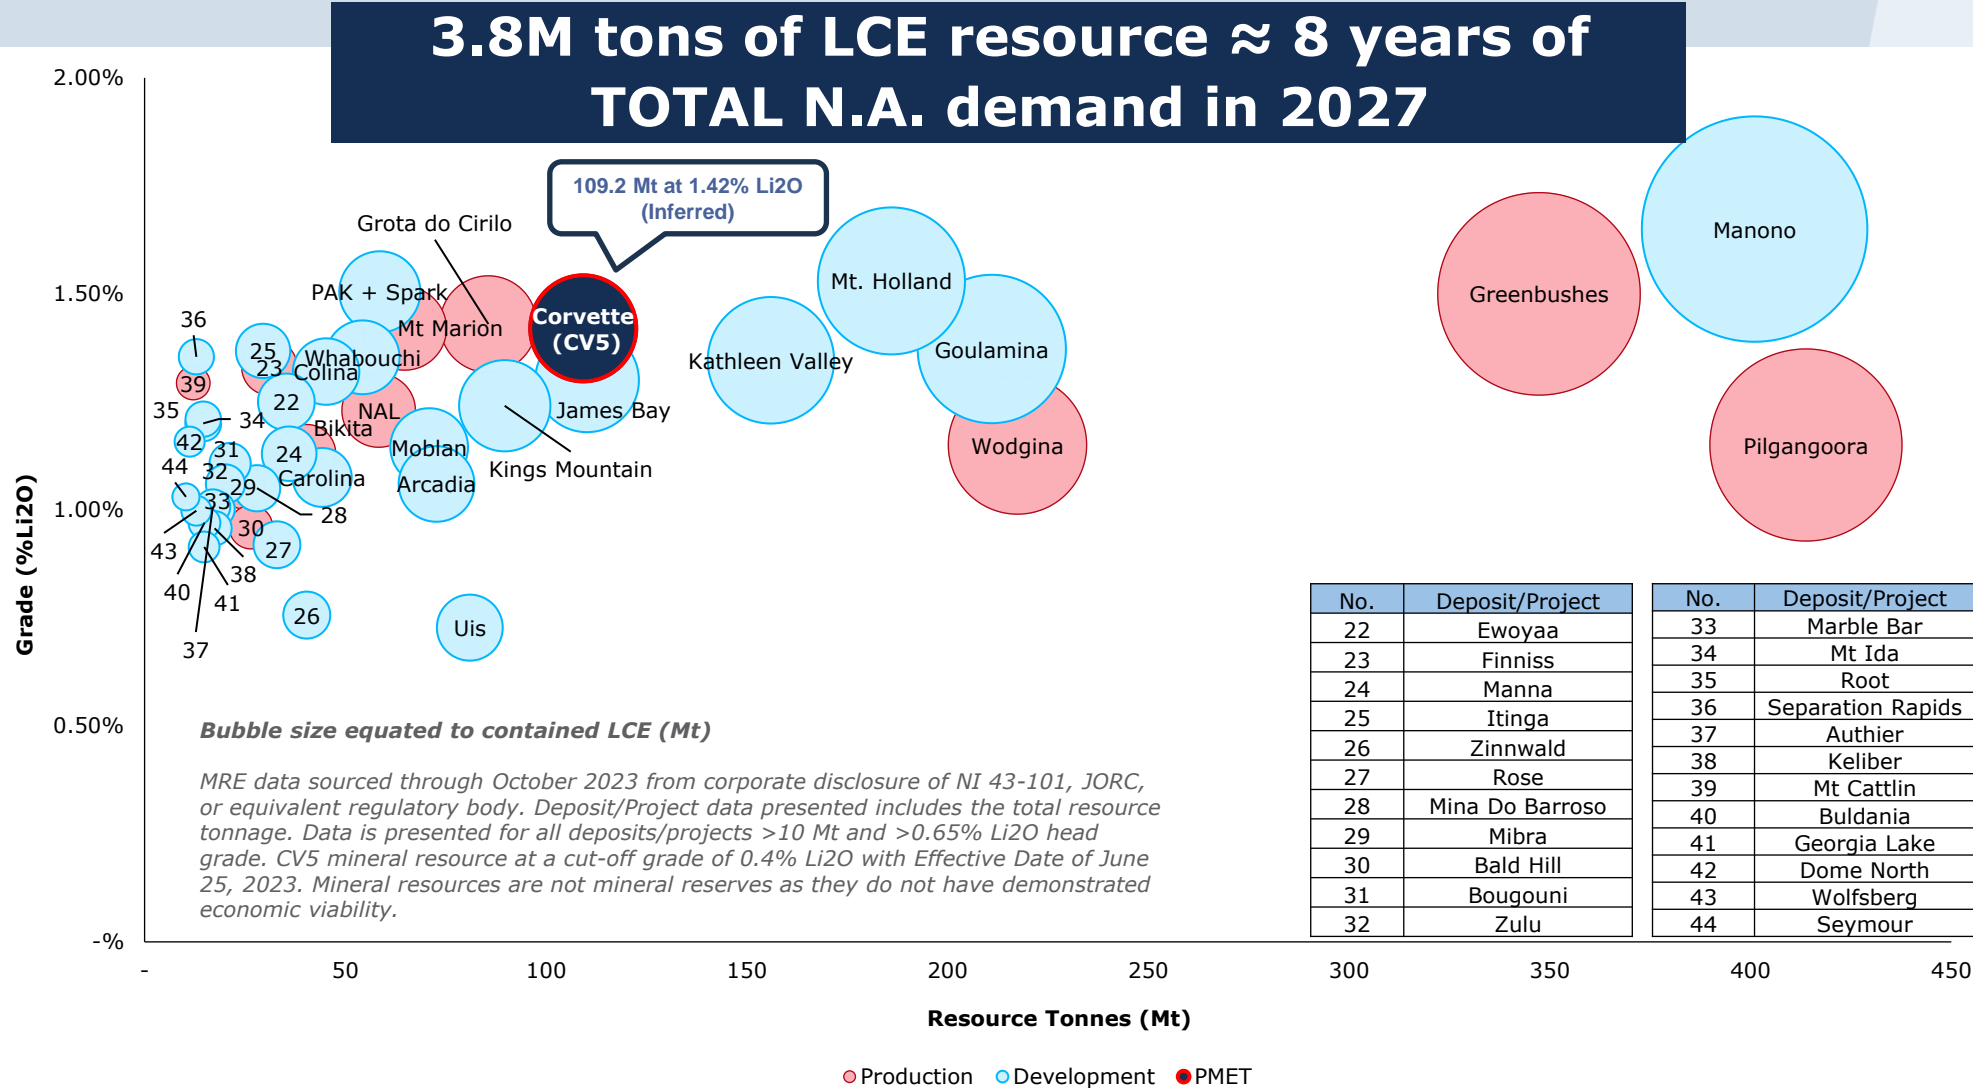 3.8M tons of LCE resource ≈ 8 years of
TOTAL N.A. demand in 2027
2.00%
1.50%
1.00%
0.50%
-%
Grade (%Li2O)
109.2 Mt at 1.42% Li2O
(Inferred)
Grota do Cirilo
PAK + Spark
Mt Marion
Corvette
(CV5)
Mt. Holland
Goulamina
Kathleen Valley
Greenbushes
Manono
Pilgangoora
Wodgina
36
25
23
39
Whabouchi
Colina
35
34
22
NAL
Bikita
James Bay
42
31
24
Moblan
Kings Mountain
44
32
29
Carolina
Arcadia
33
28
30
27
43
38
40
41
37
26
Uis
Bubble size equated to contained LCE (Mt)
MRE data sourced through October 2023 from corporate disclosure of NI 43-101, JORC,
or equivalent regulatory body. Deposit/Project data presented includes the total resource
tonnage. Data is presented for all deposits/projects >10 Mt and >0.65% Li2O head
grade. CV5 mineral resource at a cut-off grade of 0.4% Li2O with Effective Date of June
25, 2023. Mineral resources are not mineral reserves as they do not have demonstrated
economic viability.
No. Deposit/Project
22 Ewoyaa
23 Finniss
24 Manna
25 Itinga
26 Zinnwald
27 Rose
28 Mina Do Barroso
29 Mibra
30 Bald Hill
31 Bougouni
32 Zulu
No. Deposit/Project
33 Marble Bar
34 Mt Ida
35 Root
36 Separation Rapids
37 Authier
38 Keliber
39 Mt Cattlin
40 Buldania
41 Georgia Lake
42 Dome North
43 Wolfsberg
44 Seymour
- 50 100 150 200 250 300 350 400 450
Resource Tonnes (Mt)
Production Development PMET